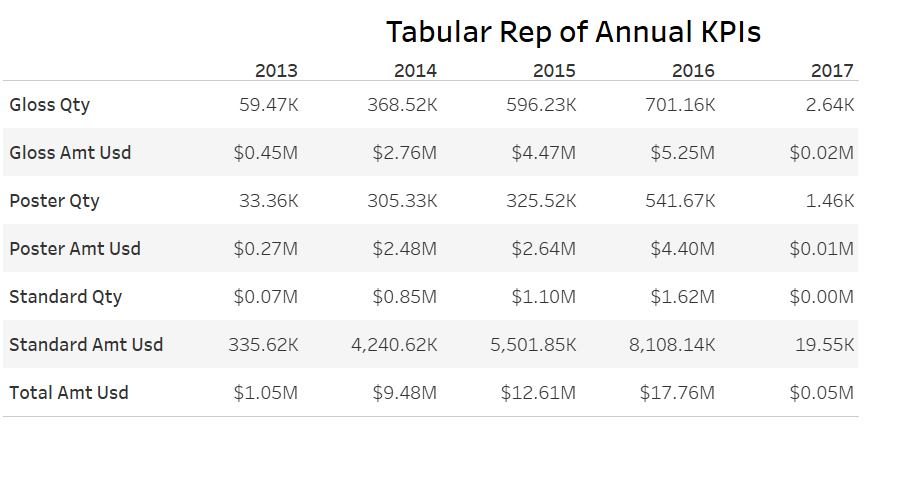 Tabular Rep of Annual KPIs
2013 2014 2015 2016 2017
Gloss Qty 59.47K 368.52K 596.23K 701.16K 2.64K
Gloss Amt Usd $0.45M $2.76M $4.47M $5.25M $0.02M
Poster Qty 33.36K 305.33K 325.52K 541.67K 1.46K
Poster Amt Usd $0.27M $2.48M $2.64M $4.40M $0.01M
Standard Qty $0.07M $0.85M $1.10M $1.62M $0.00M
Standard Amt Usd 335.62K 4,240.62K 5,501.85K 8,108.14K 19.55K
Total Amt Usd $1.05M $9.48M $12.61M $17.76M $0.05M